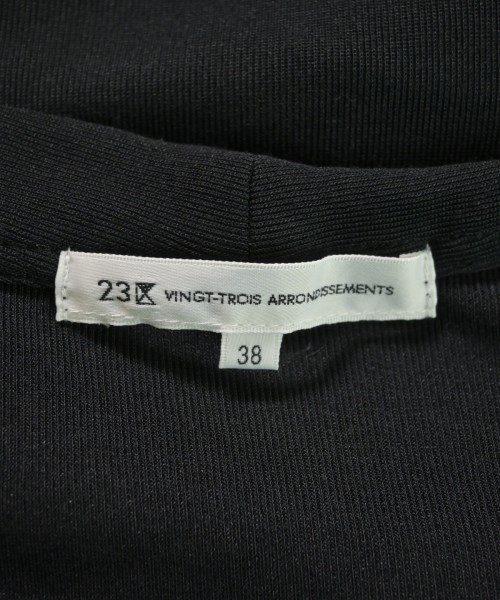 23区 VINGT-TROIS ARRONDISSEMENTS
38